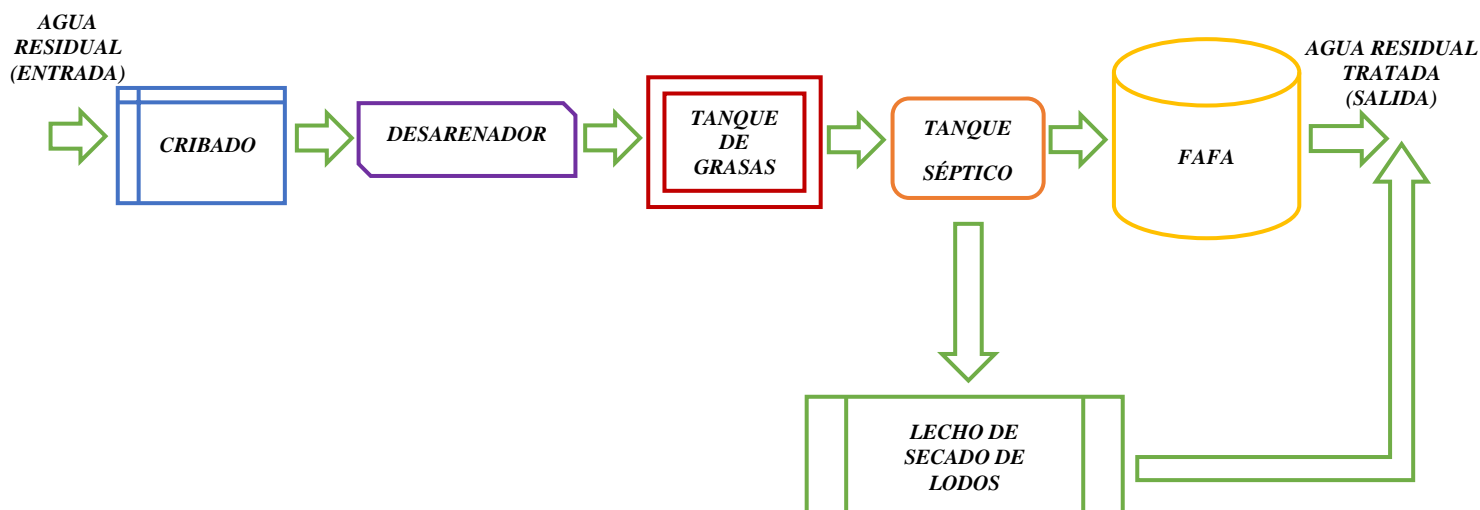 AGUA
RESIDUAL
(ENTRADA)
CRIBADO
DESARENADOR
TANQUE
DE
GRASAS
TANQUE
SÉPTICO
FAFA
AGUA RESIDUAL
TRATADA
(SALIDA)
LECHO DE
SECADO DE
LODOS